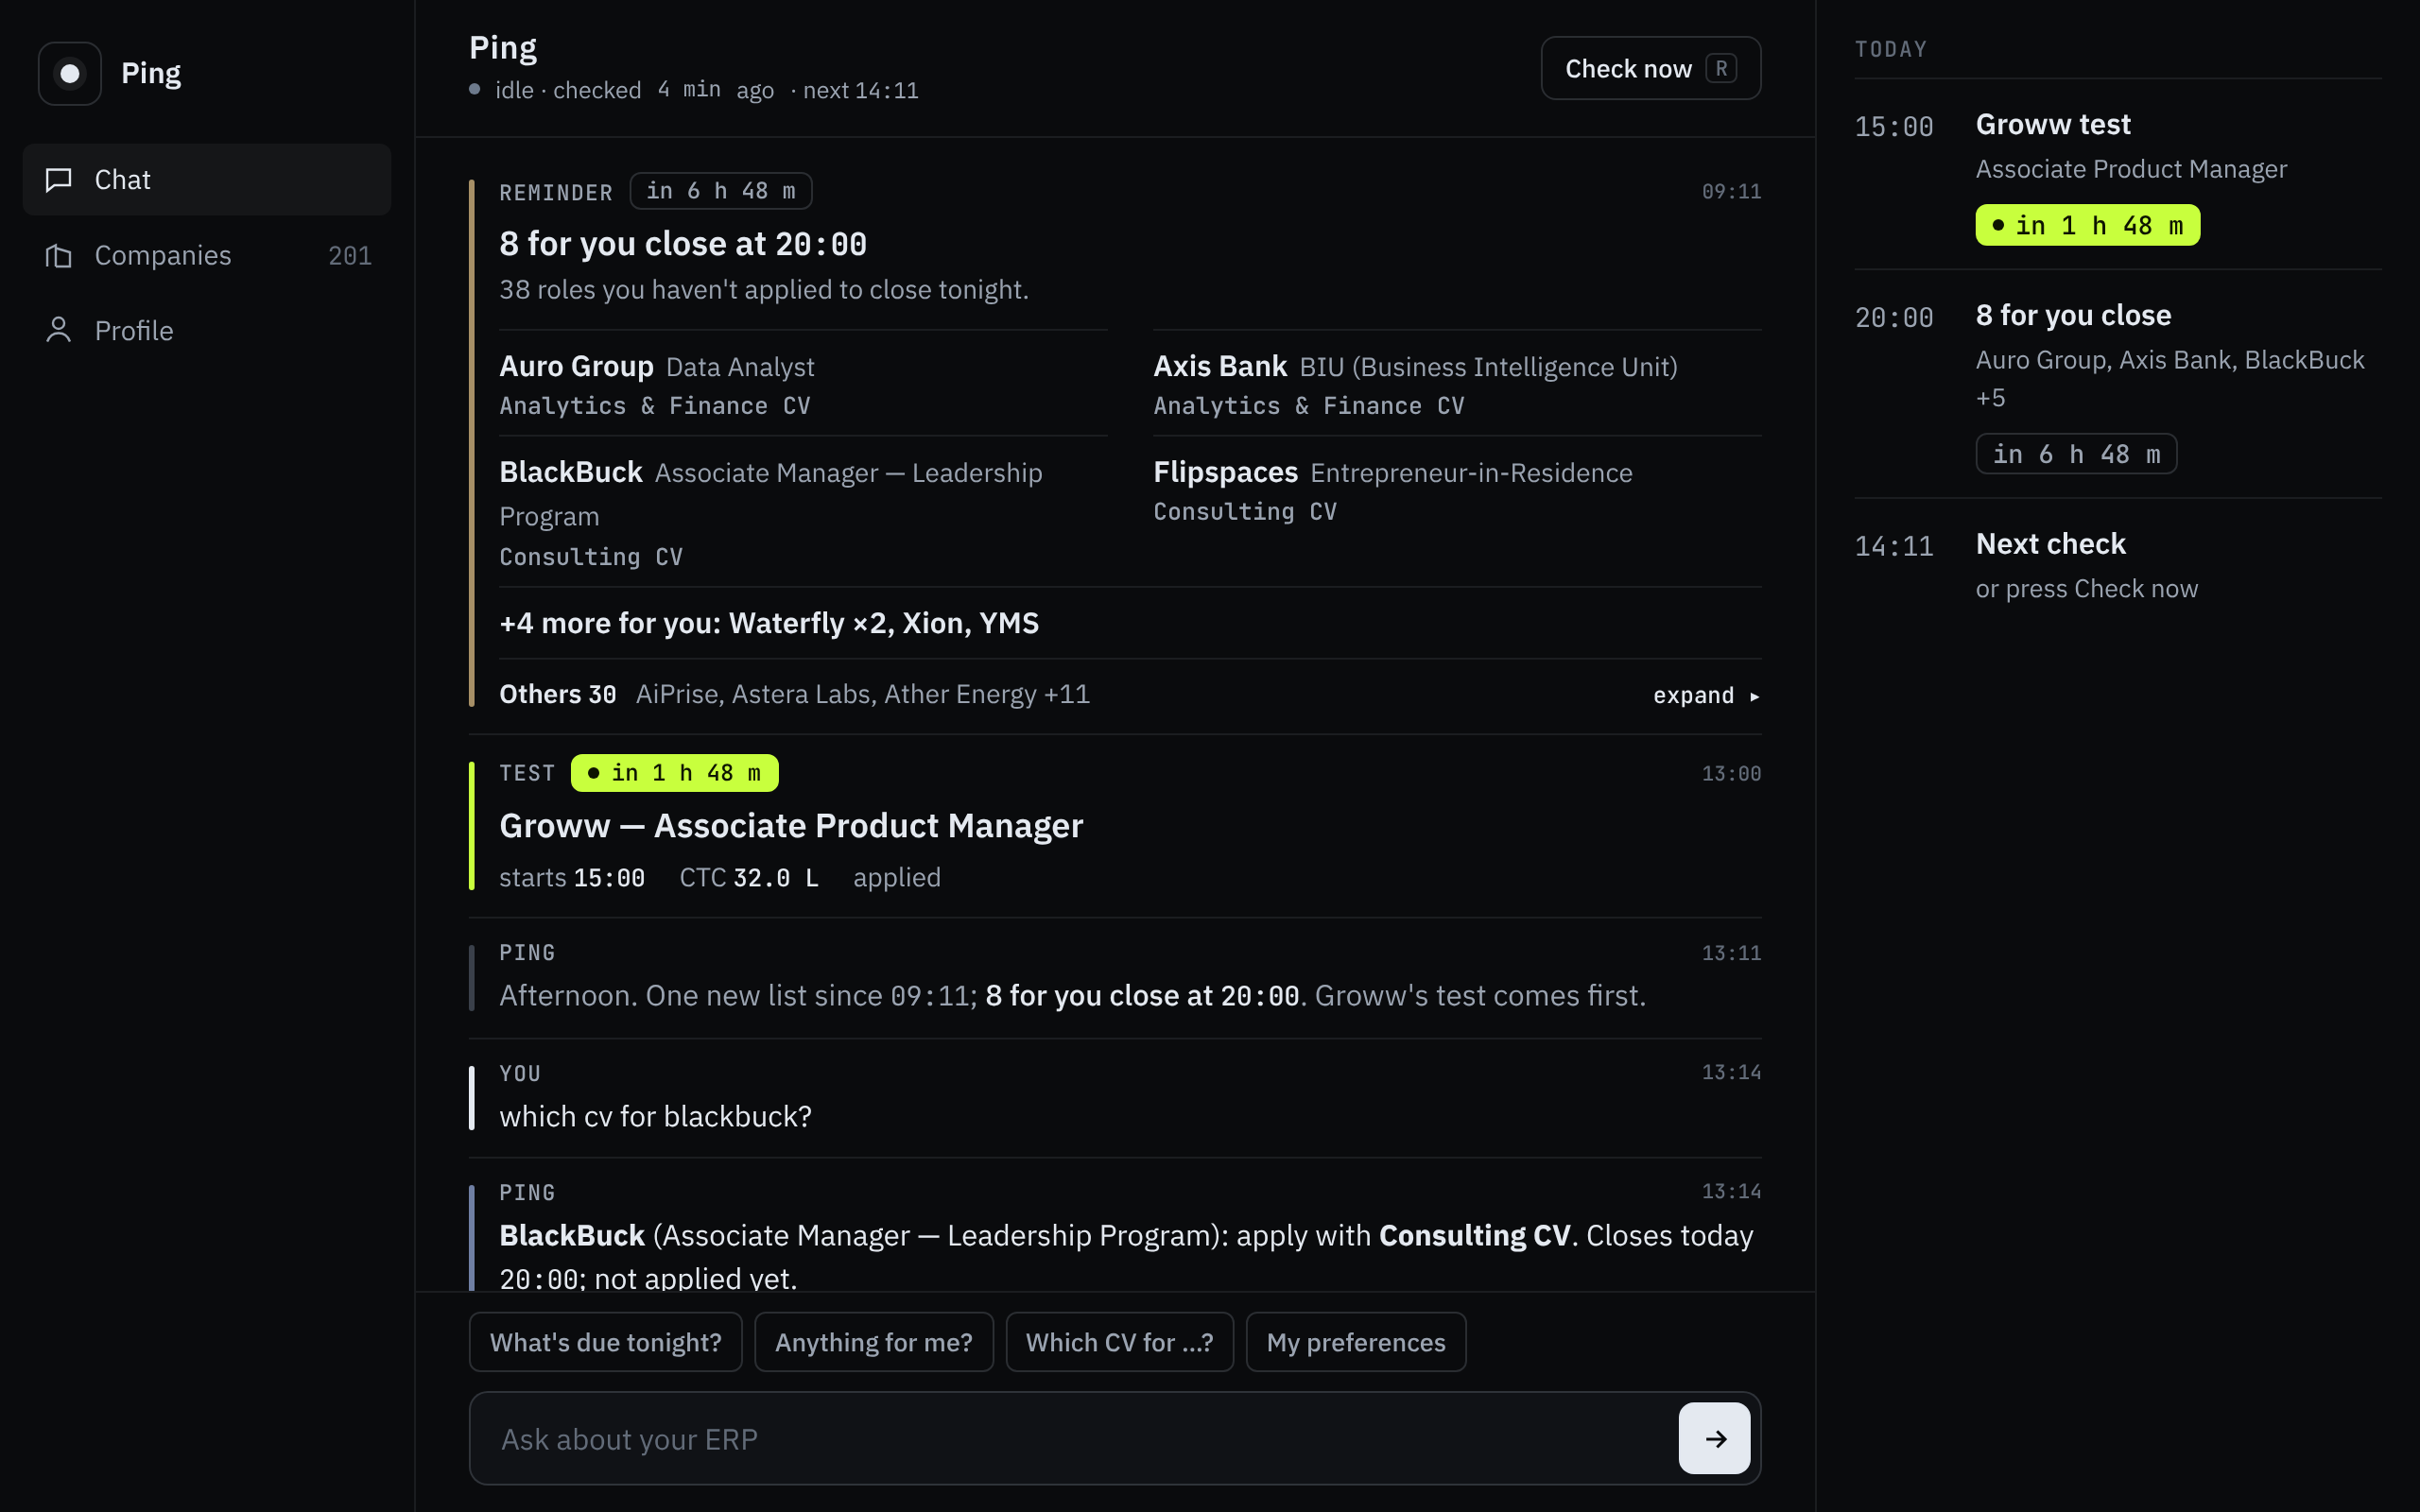 Ping
Chat
Companies 201
Profile
Ping
idle · checked 4 min ago · next 14:11
Check now R
REMINDER in 6 h 48 m 09:11
8 for you close at 20:00
38 roles you haven't applied to close tonight.
Auro Group Data Analyst
Analytics & Finance CV
Axis Bank BIU (Business Intelligence Unit)
Analytics & Finance CV
BlackBuck Associate Manager — Leadership
Program
Consulting CV
Flipspaces Entrepreneur-in-Residence
Consulting CV
+4 more for you: Waterfly ×2, Xion, YMS
Others 30 AiPrise, Astera Labs, Ather Energy +11 expand ▸
TEST in 1 h 48 m 13:00
Groww — Associate Product Manager
starts 15:00 CTC 32.0 L applied
PING 13:11
Afternoon. One new list since 09:11; 8 for you close at 20:00. Groww's test comes first.
YOU 13:14
which cv for blackbuck?
PING 13:14
BlackBuck (Associate Manager — Leadership Program): apply with Consulting CV. Closes today
20:00; not applied yet.
What's due tonight?
Anything for me?
Which CV for ...?
My preferences
Ask about your ERP
→
TODAY
15:00 Groww test
Associate Product Manager
in 1 h 48 m
20:00 8 for you close
Auro Group, Axis Bank, BlackBuck
+5
in 6 h 48 m
14:11 Next check
or press Check now